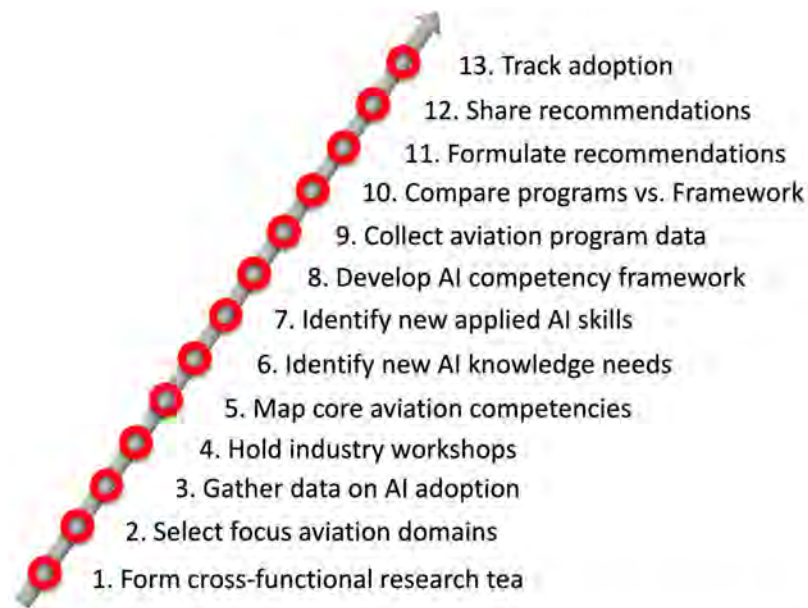 13. Track adoption
12. Share recommendations
11. Formulate recommendations
10. Compare programs vs. Framework
9. Collect aviation program data
8. Develop AI competency framework
7. Identify new applied AI skills
6. Identify new AI knowledge needs
5. Map core aviation competencies
4. Hold industry workshops
3. Gather data on AI adoption
2. Select focus aviation domains
1. Form cross-functional research tea